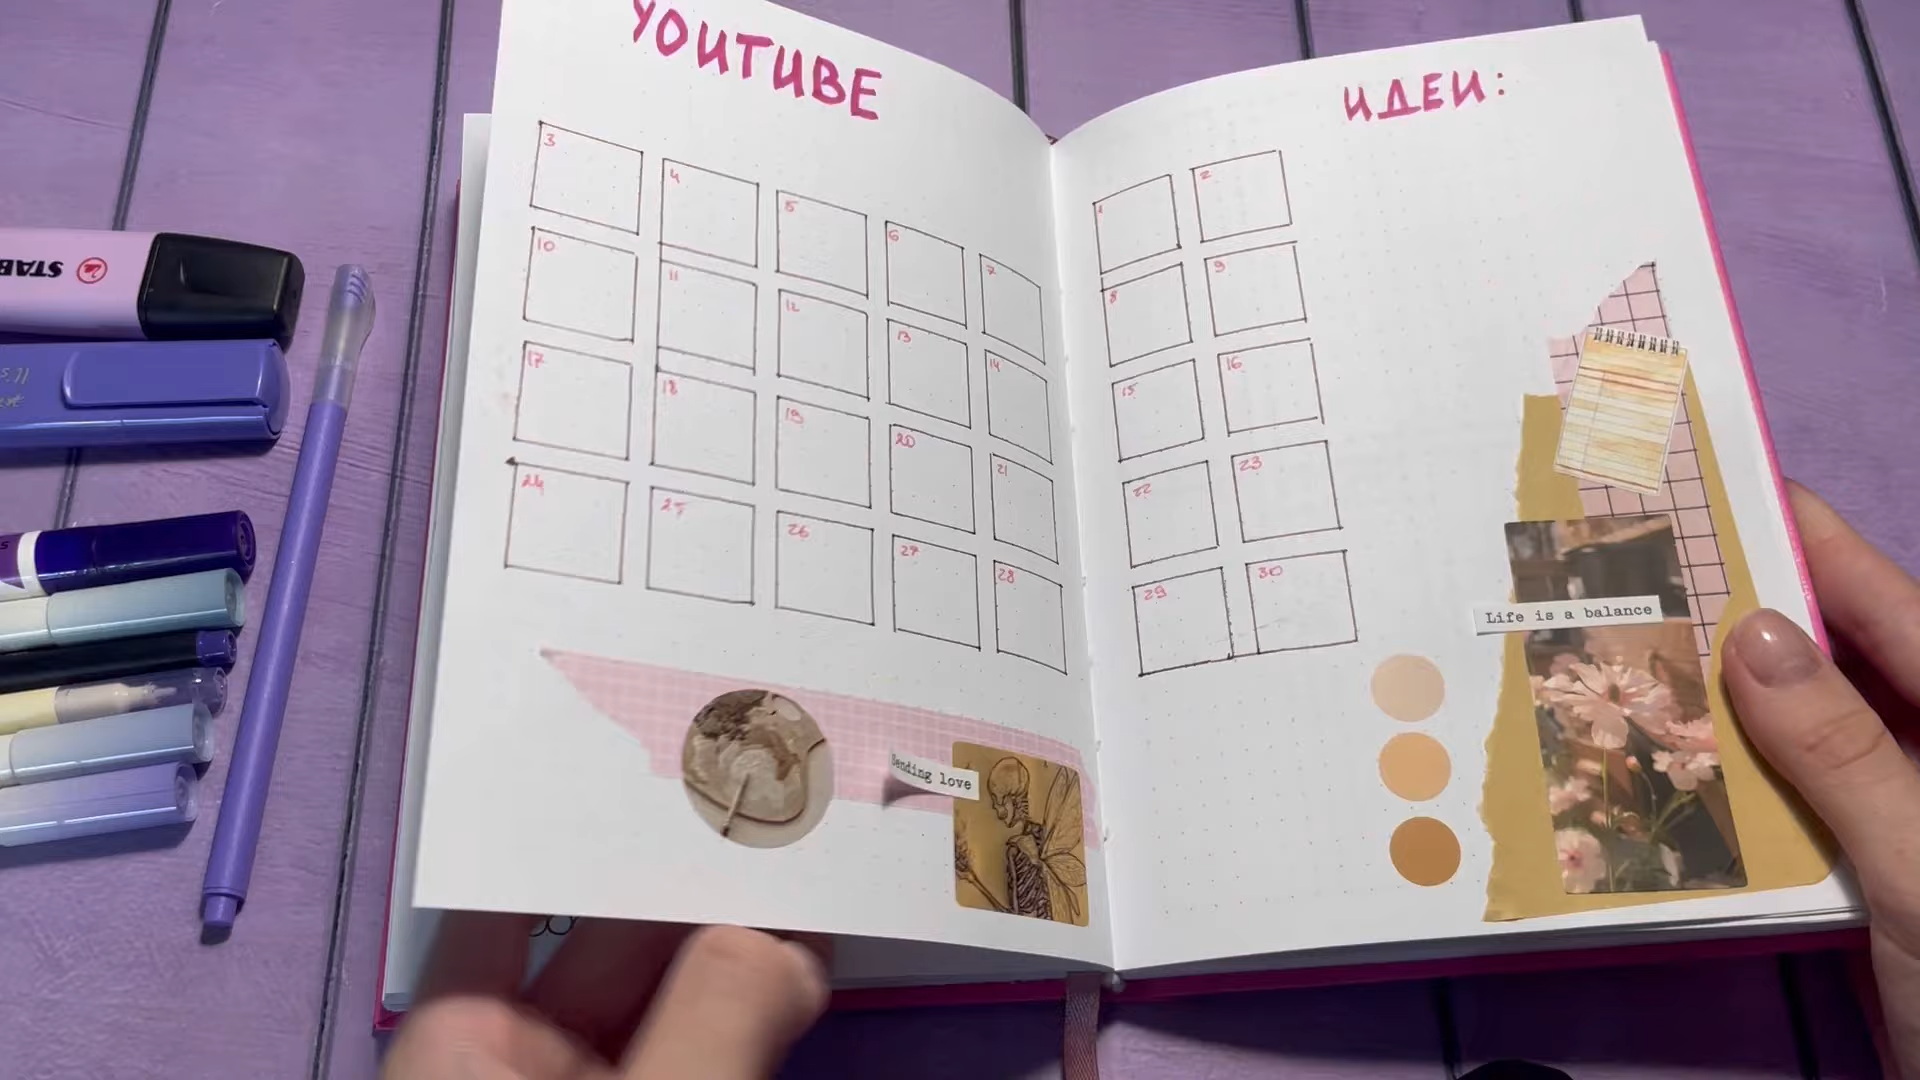 YOUTUBE
ИДЕИ:
3 4 5 6 7 1 2
10 11 12 13 14 8 9
17 18 19 20 21 15 16
24 25 26 27 28 22 23
29 30
Sending love
Life is a balance
STAB